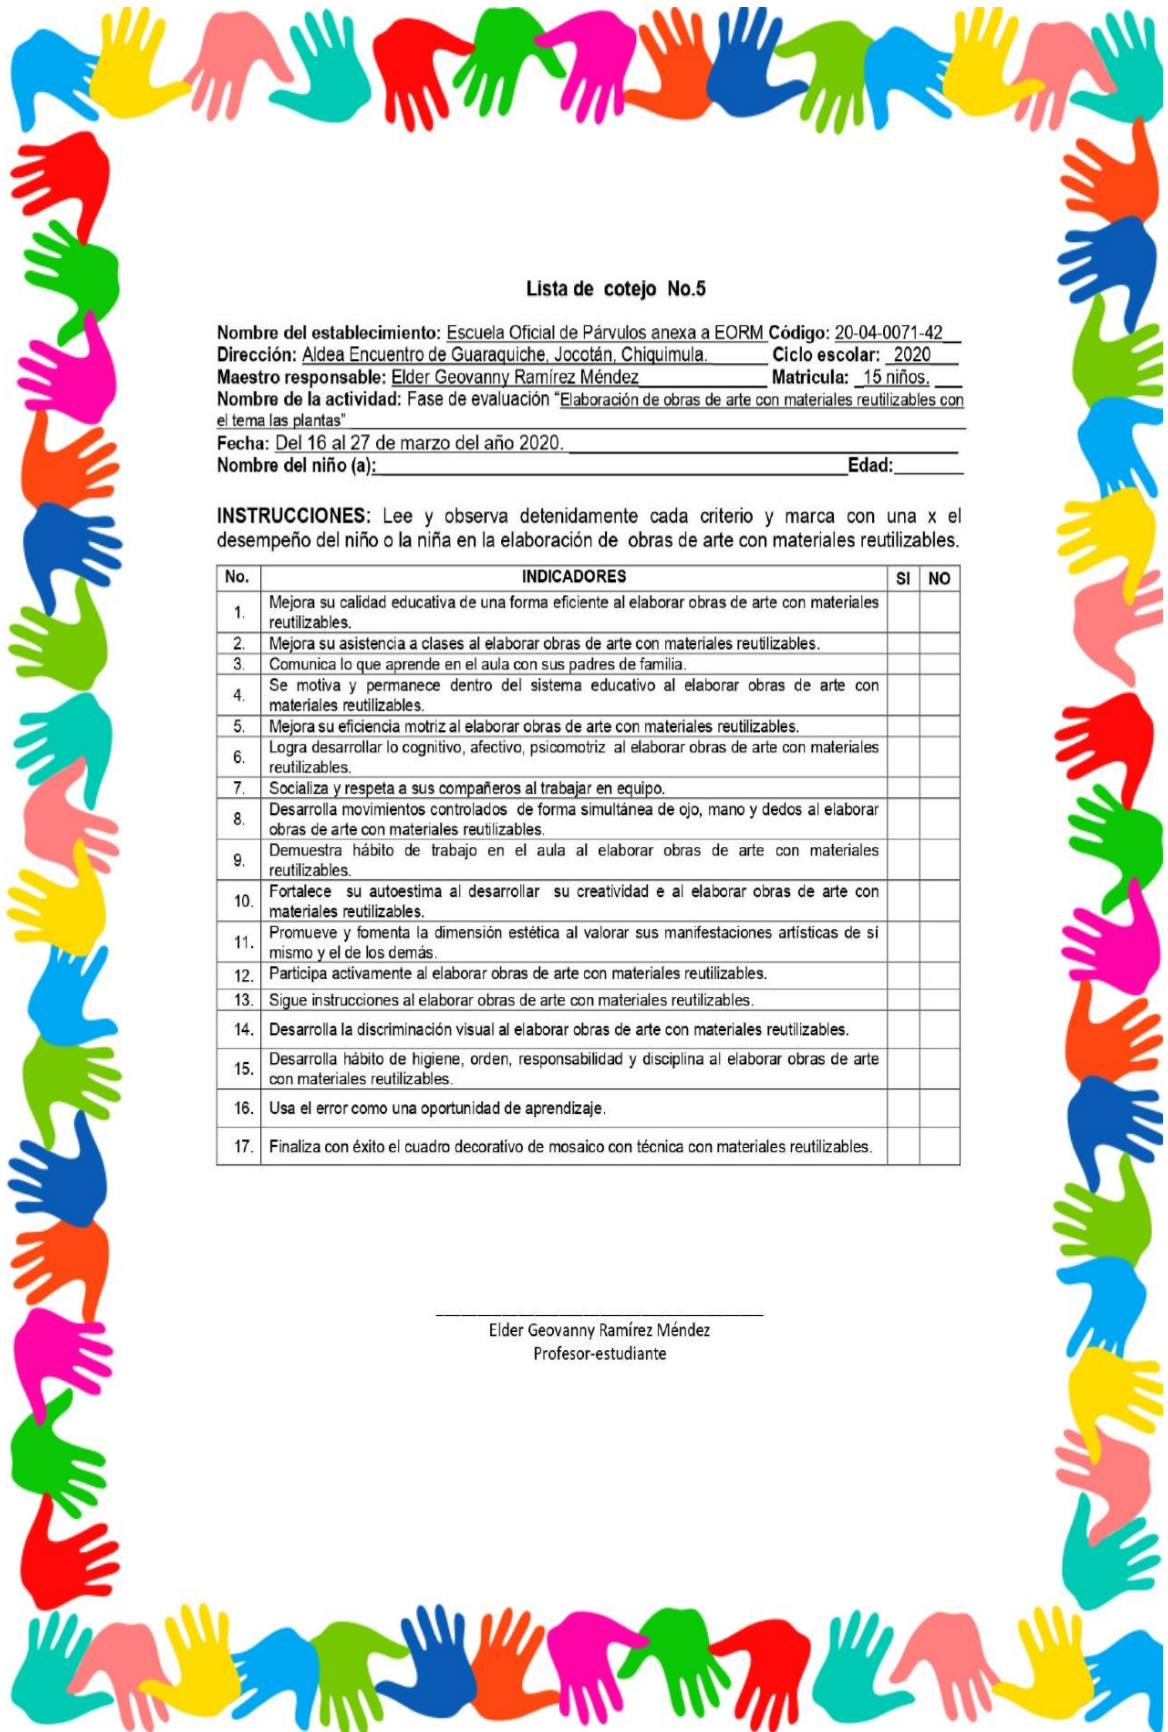 Lista de cotejo No.5
Nombre del establecimiento: Escuela Oficial de Párvulos anexa a EORM Código: 20-04-0071-42
Dirección: Aldea Encuentro de Guaraquiche, Jocotán, Chiquimula. Ciclo escolar: 2020
Maestro responsable: Elder Geovanny Ramírez Méndez Matricula: 15 niños.
Nombre de la actividad: Fase de evaluación “Elaboración de obras de arte con materiales reutilizables con
el tema las plantas”
Fecha: Del 16 al 27 de marzo del año 2020.
Nombre del niño (a): Edad:
INSTRUCCIONES: Lee y observa detenidamente cada criterio y marca con una x el
desempeño del niño o la niña en la elaboración de obras de arte con materiales reutilizables.
No. INDICADORES SI NO
1. Mejora su calidad educativa de una forma eficiente al elaborar obras de arte con materiales
reutilizables.
2. Mejora su asistencia a clases al elaborar obras de arte con materiales reutilizables.
3. Comunica lo que aprende en el aula con sus padres de familia.
4. Se motiva y permanece dentro del sistema educativo al elaborar obras de arte con
materiales reutilizables.
5. Mejora su eficiencia motriz al elaborar obras de arte con materiales reutilizables.
6. Logra desarrollar lo cognitivo, afectivo, psicomotriz al elaborar obras de arte con materiales
reutilizables.
7. Socializa y respeta a sus compañeros al trabajar en equipo.
8. Desarrolla movimientos controlados de forma simultánea de ojo, mano y dedos al elaborar
obras de arte con materiales reutilizables.
9. Demuestra hábito de trabajo en el aula al elaborar obras de arte con materiales
reutilizables.
10. Fortalece su autoestima al desarrollar su creatividad e al elaborar obras de arte con
materiales reutilizables.
11. Promueve y fomenta la dimensión estética al valorar sus manifestaciones artísticas de sí
mismo y el de los demás.
12. Participa activamente al elaborar obras de arte con materiales reutilizables.
13. Sigue instrucciones al elaborar obras de arte con materiales reutilizables.
14. Desarrolla la discriminación visual al elaborar obras de arte con materiales reutilizables.
15. Desarrolla hábito de higiene, orden, responsabilidad y disciplina al elaborar obras de arte
con materiales reutilizables.
16. Usa el error como una oportunidad de aprendizaje.
17. Finaliza con éxito el cuadro decorativo de mosaico con técnica con materiales reutilizables.
Elder Geovanny Ramírez Méndez
Profesor-estudiante